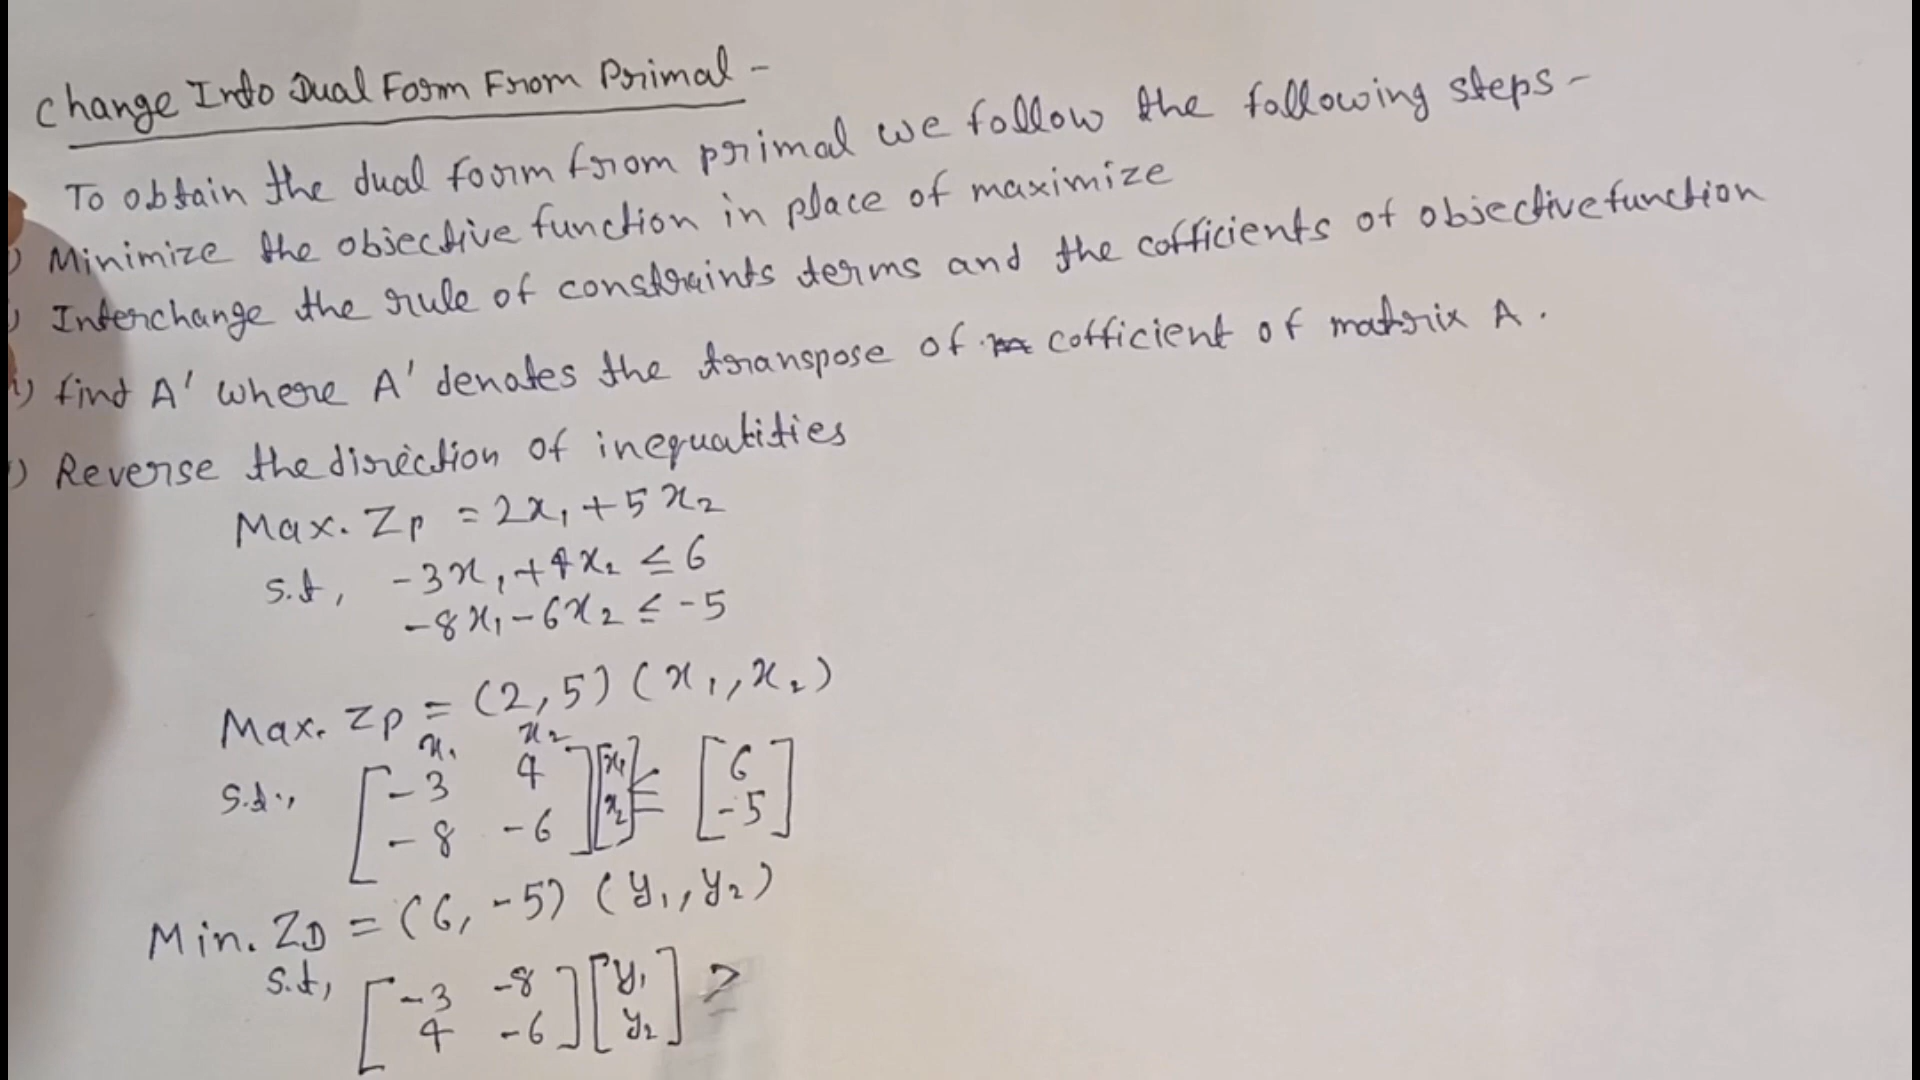 Change Into Dual Form From Primal -
To obtain the dual form from primal we follow the following steps -
) Minimize the objective function in place of maximize
) Interchange the rule of constraints terms and the cofficients of objective function
) find A' where A' denotes the transpose of cofficient of matrix A.
) Reverse the direction of inequatities
Max. Zp = 2x₁ + 5x₂
s.t, -3x₁ + 4x₂ ≤ 6
-8x₁ - 6x₂ ≤ -5
Max. Zp = (2, 5) (x₁, x₂)
x₁ x₂
s.t., [-3 4] [x₁] ≤ [6]
[-8 -6] [x₂] [-5]
Min. ZD = (6, -5) (y₁, y₂)
s.t, [-3 -8] [y₁] ≥
[4 -6] [y₂]